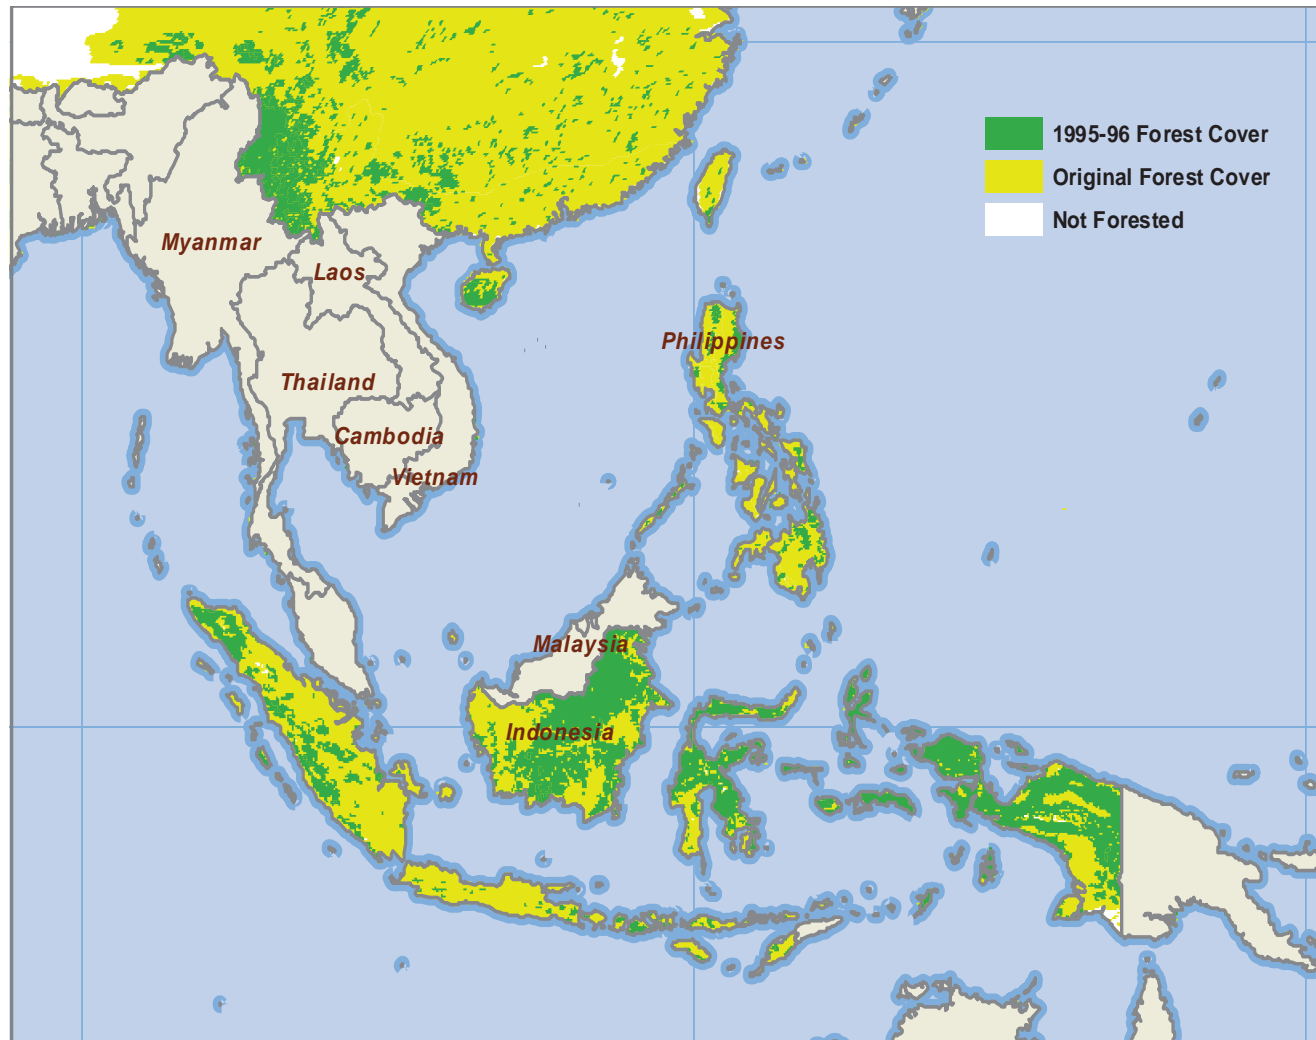 1995-96 Forest Cover
Original Forest Cover
Not Forested
Myanmar
Laos
Philippines
Thailand
Cambodia
Vietnam
Malaysia
Indonesia